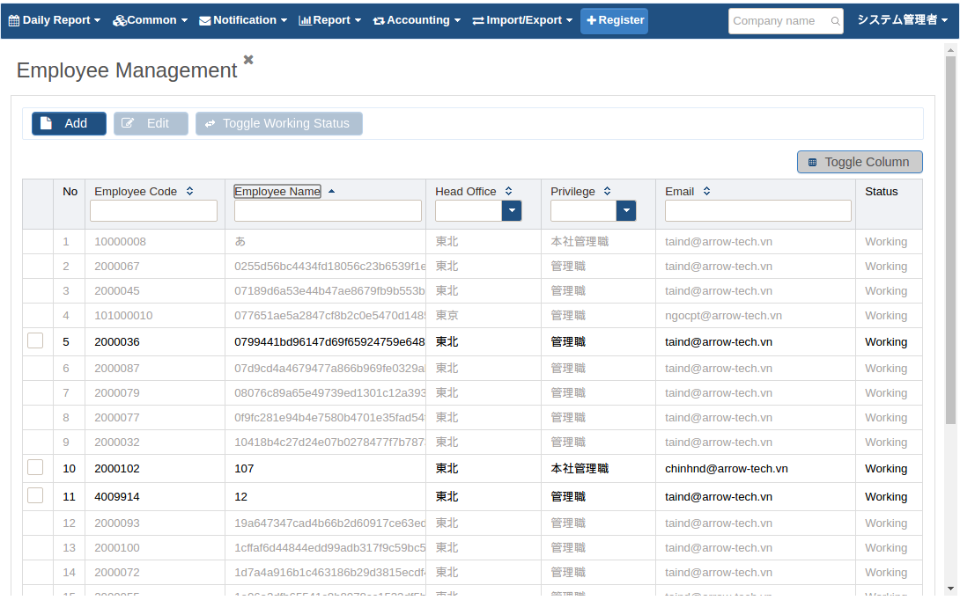 Daily Report Common Notification Report Accounting Import/Export Register Company name システム管理者
Employee Management
Add Edit Toggle Working Status
Toggle Column
No Employee Code Employee Name Head Office Privilege Email Status
1 10000008 あ 東北 本社管理職 taind@arrow-tech.vn Working
2 2000067 0255d56bc4434fd18056c23b6539f1e 東北 管理職 taind@arrow-tech.vn Working
3 2000045 07189d6a53e44b47ae8679fb9b553b 東北 管理職 taind@arrow-tech.vn Working
4 101000010 077651ae5a2847cf8b2c0e5470d148 東京 管理職 ngocpt@arrow-tech.vn Working
5 2000036 0799441bd96147d69f65924759e648 東北 管理職 taind@arrow-tech.vn Working
6 2000087 07d9cd4a4679477a866b969fe0329a 東北 管理職 taind@arrow-tech.vn Working
7 2000079 08076c89a65e49739ed1301c12a393 東北 管理職 taind@arrow-tech.vn Working
8 2000077 0f9fc281e94b4e7580b4701e35fad54 東北 管理職 taind@arrow-tech.vn Working
9 2000032 10418b4c27d24e07b0278477f7b787 東北 管理職 taind@arrow-tech.vn Working
10 2000102 107 東北 本社管理職 chinhnd@arrow-tech.vn Working
11 4009914 12 東北 管理職 taind@arrow-tech.vn Working
12 2000093 19a647347cad4b66b2d60917ce63ec 東北 管理職 taind@arrow-tech.vn Working
13 2000100 1cffaf6d44844edd99adb317f9c59bc5 東北 管理職 taind@arrow-tech.vn Working
14 2000072 1d7a4a916b1c463186b29d3815ecdf 東北 管理職 taind@arrow-tech.vn Working